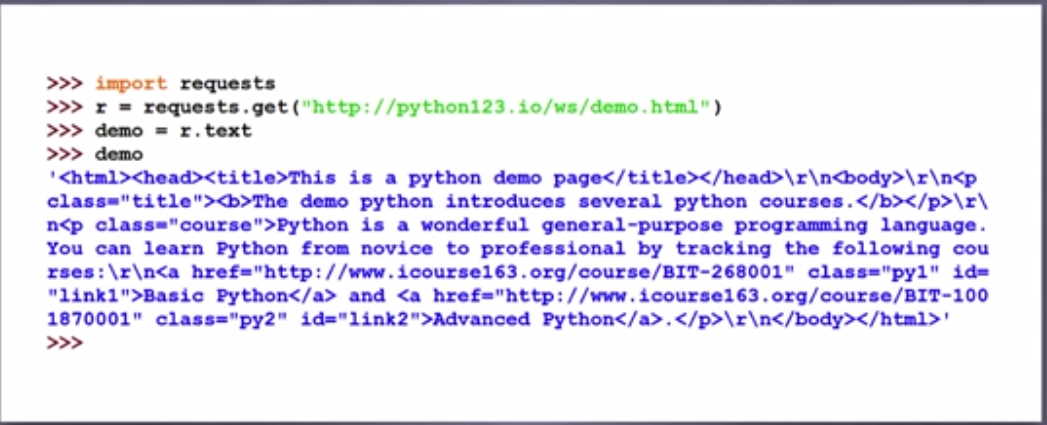 >>> import requests
>>> r = requests.get("http://python123.io/ws/demo.html")
>>> demo = r.text
>>> demo
'<html><head><title>This is a python demo page</title></head>\r\n<body>\r\n<p
class="title"><b>The demo python introduces several python courses.</b></p>\r\
n<p class="course">Python is a wonderful general-purpose programming language.
You can learn Python from novice to professional by tracking the following cou
rses:\r\n<a href="http://www.icourse163.org/course/BIT-268001" class="py1" id=
"link1">Basic Python</a> and <a href="http://www.icourse163.org/course/BIT-100
1870001" class="py2" id="link2">Advanced Python</a>.</p>\r\n</body></html>'
>>>